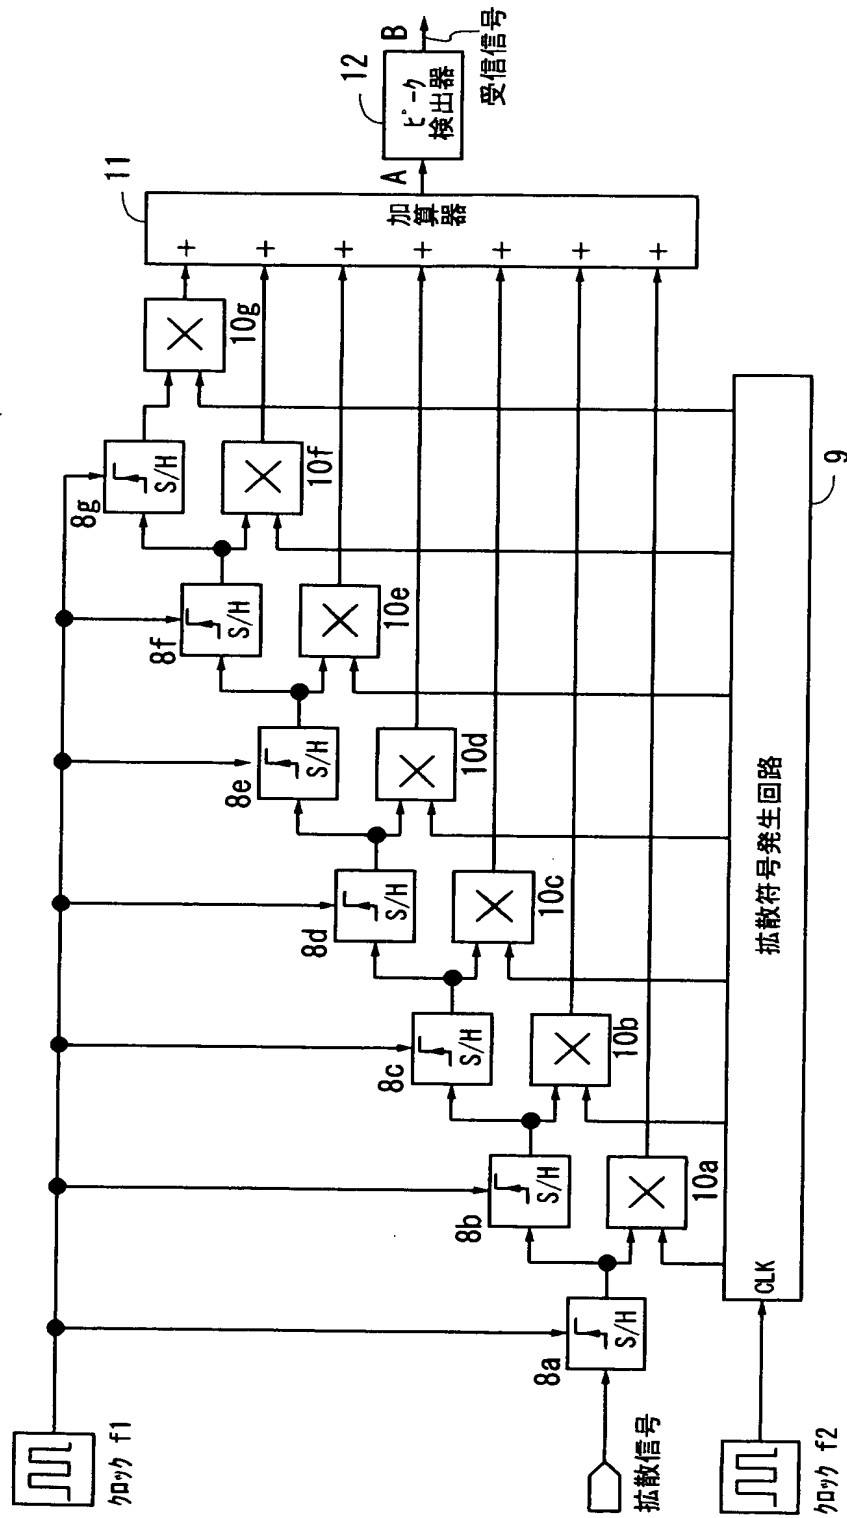 クロック f1
8a
S/H
8b
S/H
8c
S/H
8d
S/H
8e
S/H
8f
S/H
8g
S/H
拡散信号
10a
10b
10c
10d
10e
10f
10g
クロック f2
CLK
拡散符号発生回路
9
11
加算器
+
+
+
+
+
+
+
A
12
ピーク
検出器
B
受信信号